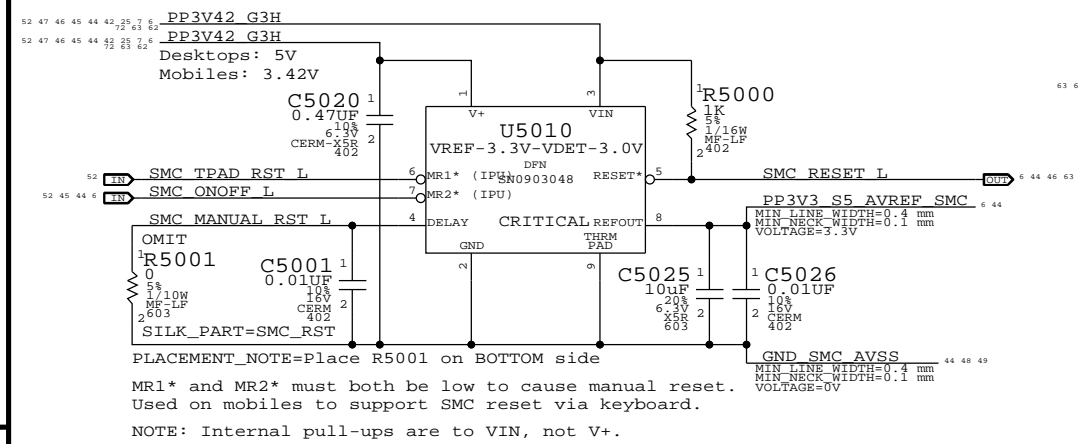 52 47 46 45 44 42 25 7 6
72 63 62
PP3V42_G3H
52 47 46 45 44 42 25 7 6
72 63 62
PP3V42_G3H
Desktops: 5V
Mobiles: 3.42V
63 6
C5020
0.47UF
10%
6.3V
CERM-X5R
402
1
2
1
V+
3
VIN
U5010
VREF-3.3V-VDET-3.0V
DFN
SN0903048
CRITICAL
1
R5000
1K
5%
1/16W
MF-LF
402
2
52
IN
SMC_TPAD_RST_L
6
MR1* (IPU)
RESET*
5
SMC_RESET_L
OUT
6 44 46 63
52 45 44 6
IN
SMC_ONOFF_L
7
MR2* (IPU)
SMC_MANUAL_RST_L
4
DELAY
REFOUT
8
PP3V3_S5_AVREF_SMC
6 44
MIN_LINE_WIDTH=0.4 mm
MIN_NECK_WIDTH=0.1 mm
VOLTAGE=3.3V
GND
2
THRM
PAD
9
OMIT
1
R5001
0
5%
1/10W
MF-LF
603
2
SILK_PART=SMC_RST
C5001
0.01UF
10%
16V
CERM
402
1
2
C5025
10uF
20%
6.3V
X5R
603
1
2
1
2
C5026
0.01UF
10%
16V
CERM
402
PLACEMENT_NOTE=Place R5001 on BOTTOM side
GND_SMC_AVSS
44 48 49
MIN_LINE_WIDTH=0.4 mm
MIN_NECK_WIDTH=0.1 mm
VOLTAGE=0V
MR1* and MR2* must both be low to cause manual reset.
Used on mobiles to support SMC reset via keyboard.
NOTE: Internal pull-ups are to VIN, not V+.